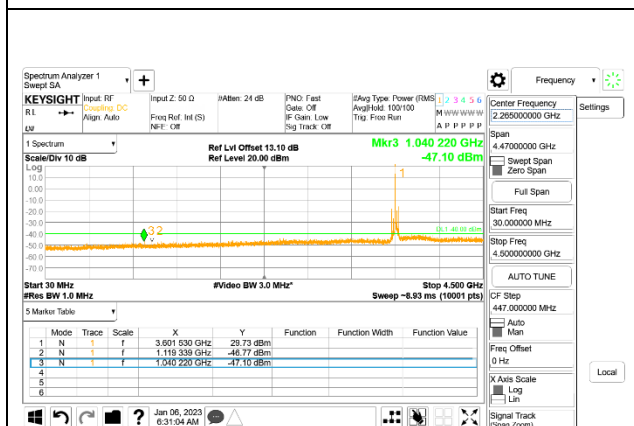 Spectrum Analyzer 1
Swept SA
+
Frequency
KEYSIGHT Input: RF Input Z: 50 Ω #Atten: 24 dB PNO: Fast #Avg Type: Power (RMS) 1 2 3 4 5 6
R L Coupling: DC Gate: Off Avg|Hold: 100/100 M W W W W W
Align: Auto Freq Ref: Int (S) IF Gain: Low Trig: Free Run
NFE: Off Sig Track: Off A P P P P P
1 Spectrum
Scale/Div 10 dB
Ref Lvl Offset 13.10 dB
Ref Level 20.00 dBm
Mkr3 1.040 220 GHz
-47.10 dBm
Log
10.0
0.00
-10.0
-20.0
-30.0
-40.0
-50.0
-60.0
-70.0
1
3 2
DL1 -40.00 dBm
Start 30 MHz #Video BW 3.0 MHz* Stop 4.500 GHz
#Res BW 1.0 MHz Sweep ~8.93 ms (10001 pts)
5 Marker Table
Mode Trace Scale X Y Function Function Width Function Value
1 N 1 f 3.601 530 GHz 29.73 dBm
2 N 1 f 1.119 339 GHz -46.77 dBm
3 N 1 f 1.040 220 GHz -47.10 dBm
4
5
6
?
Jan 06, 2023
6:31:04 AM
Center Frequency
2.265000000 GHz
Settings
Span
4.47000000 GHz
Swept Span
Zero Span
Full Span
Start Freq
30.000000 MHz
Stop Freq
4.500000000 GHz
AUTO TUNE
CF Step
447.000000 MHz
Auto
Man
Freq Offset
0 Hz
X Axis Scale
Log
Lin
Local
Signal Track
(Span Zoom)